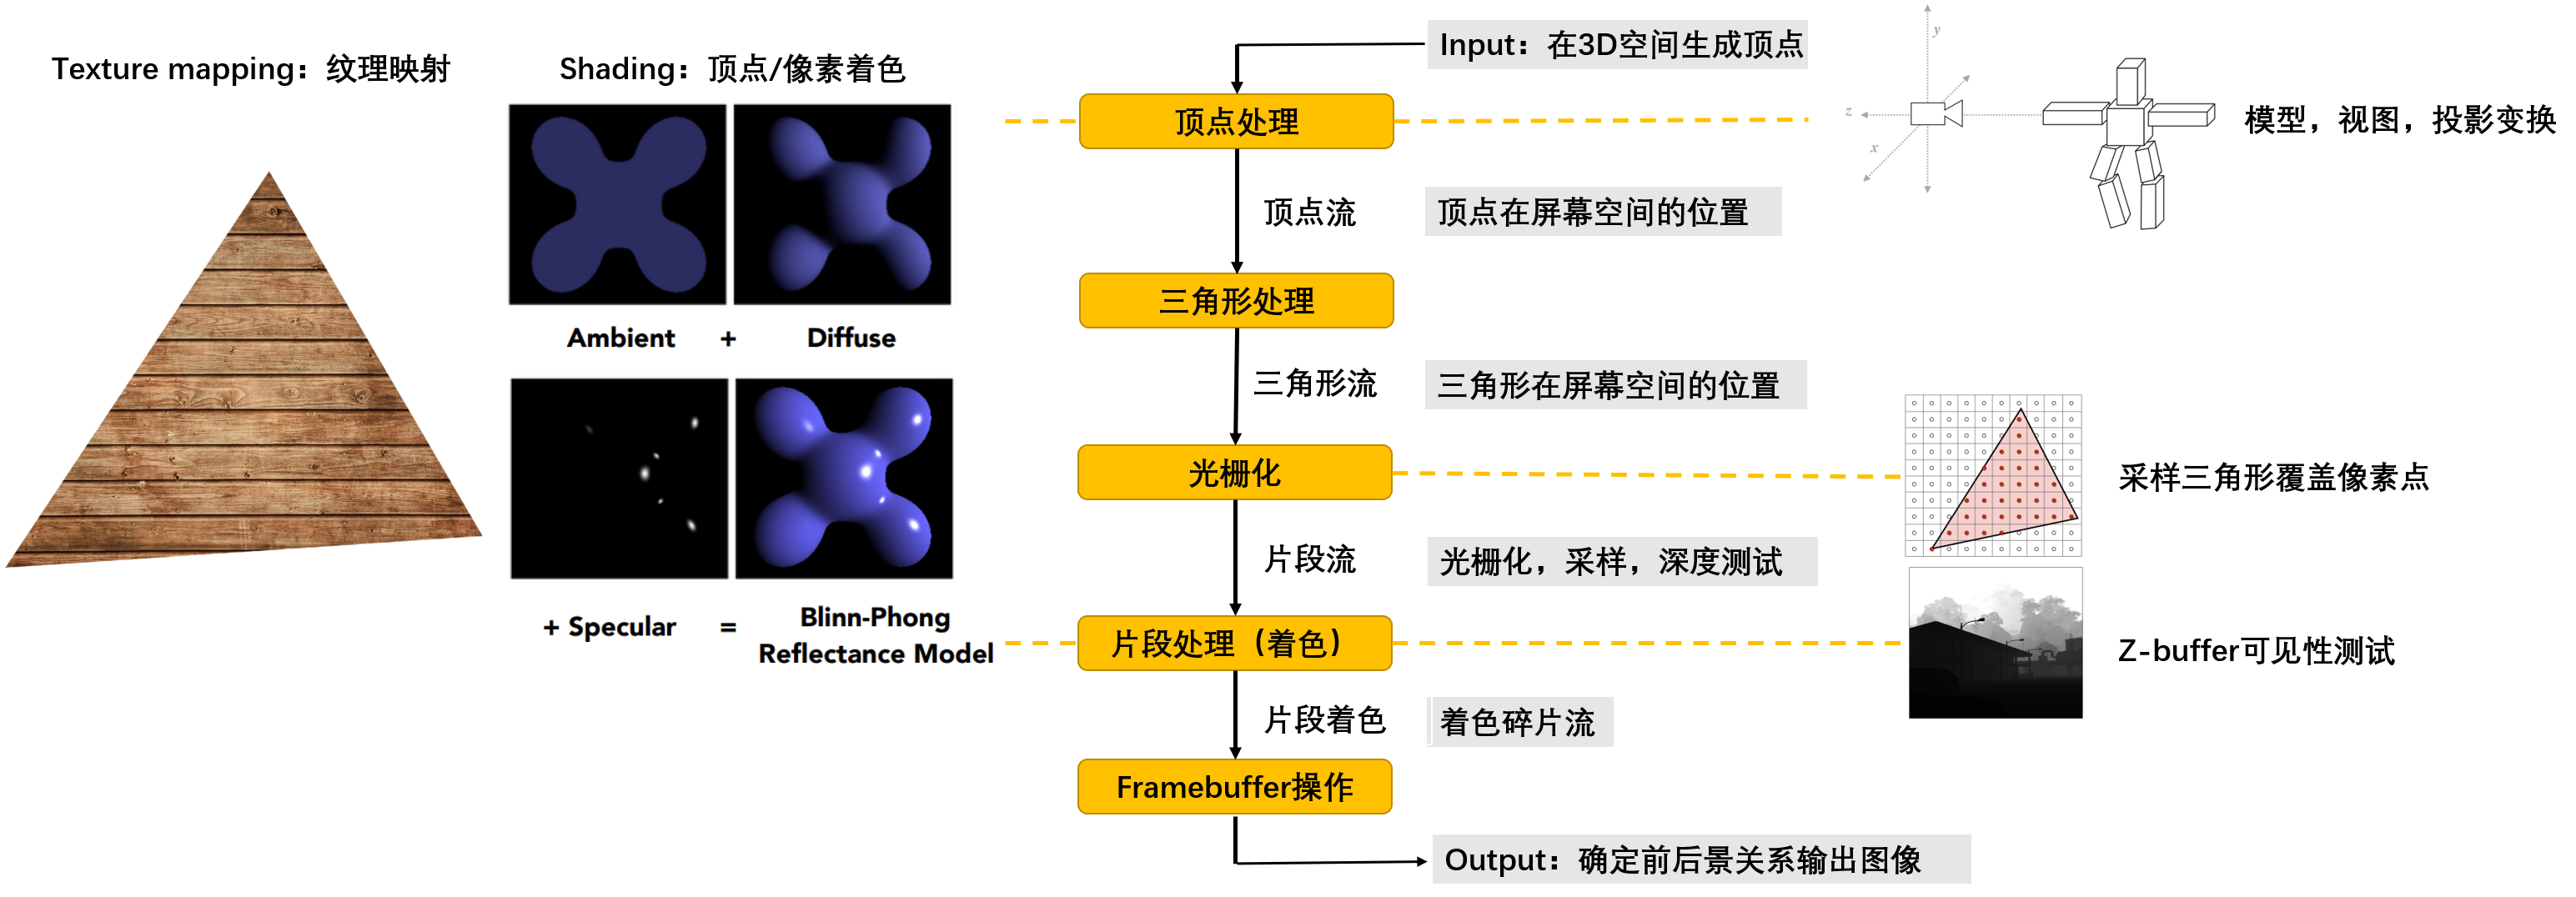 Texture mapping：纹理映射
Shading：顶点/像素着色
Ambient + Diffuse
+ Specular = Blinn-Phong
Reflectance Model
Input：在3D空间生成顶点
顶点处理
顶点流
顶点在屏幕空间的位置
三角形处理
三角形流
三角形在屏幕空间的位置
光栅化
片段流
光栅化，采样，深度测试
片段处理（着色）
片段着色
着色碎片流
Framebuffer操作
Output：确定前后景关系输出图像
y
z
x
模型，视图，投影变换
采样三角形覆盖像素点
Z-buffer可见性测试